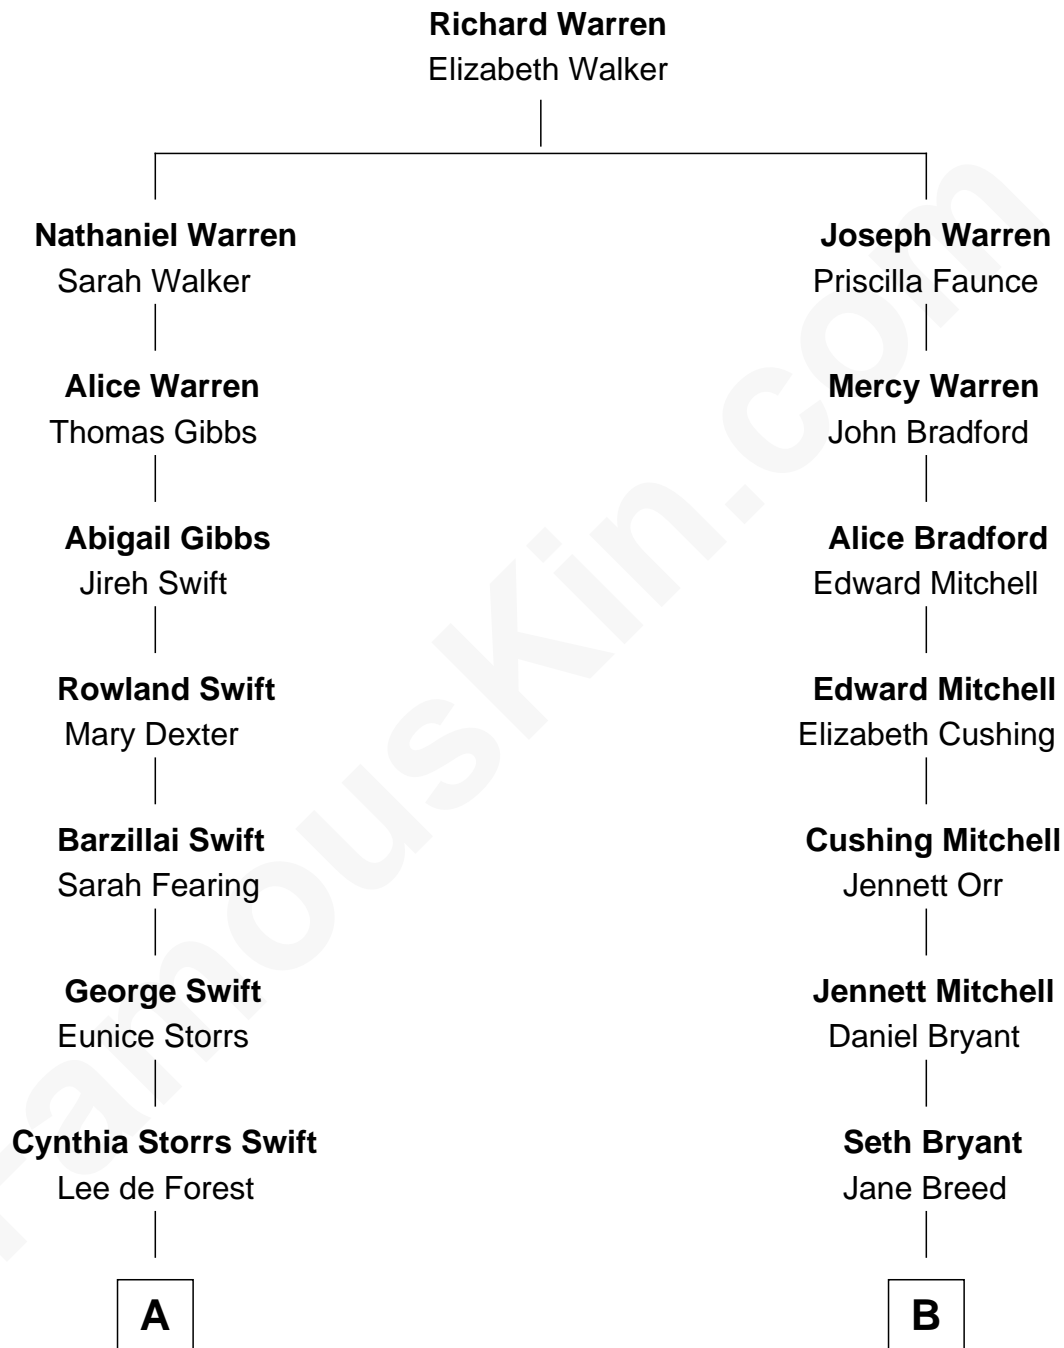 Richard Warren
Elizabeth Walker
Nathaniel Warren
Sarah Walker
Joseph Warren
Priscilla Faunce
Alice Warren
Thomas Gibbs
Mercy Warren
John Bradford
Abigail Gibbs
Jireh Swift
Alice Bradford
Edward Mitchell
Rowland Swift
Mary Dexter
Edward Mitchell
Elizabeth Cushing
Barzillai Swift
Sarah Fearing
Cushing Mitchell
Jennett Orr
George Swift
Eunice Storrs
Jennett Mitchell
Daniel Bryant
Cynthia Storrs Swift
Lee de Forest
Seth Bryant
Jane Breed
A
B
FamousKin.com